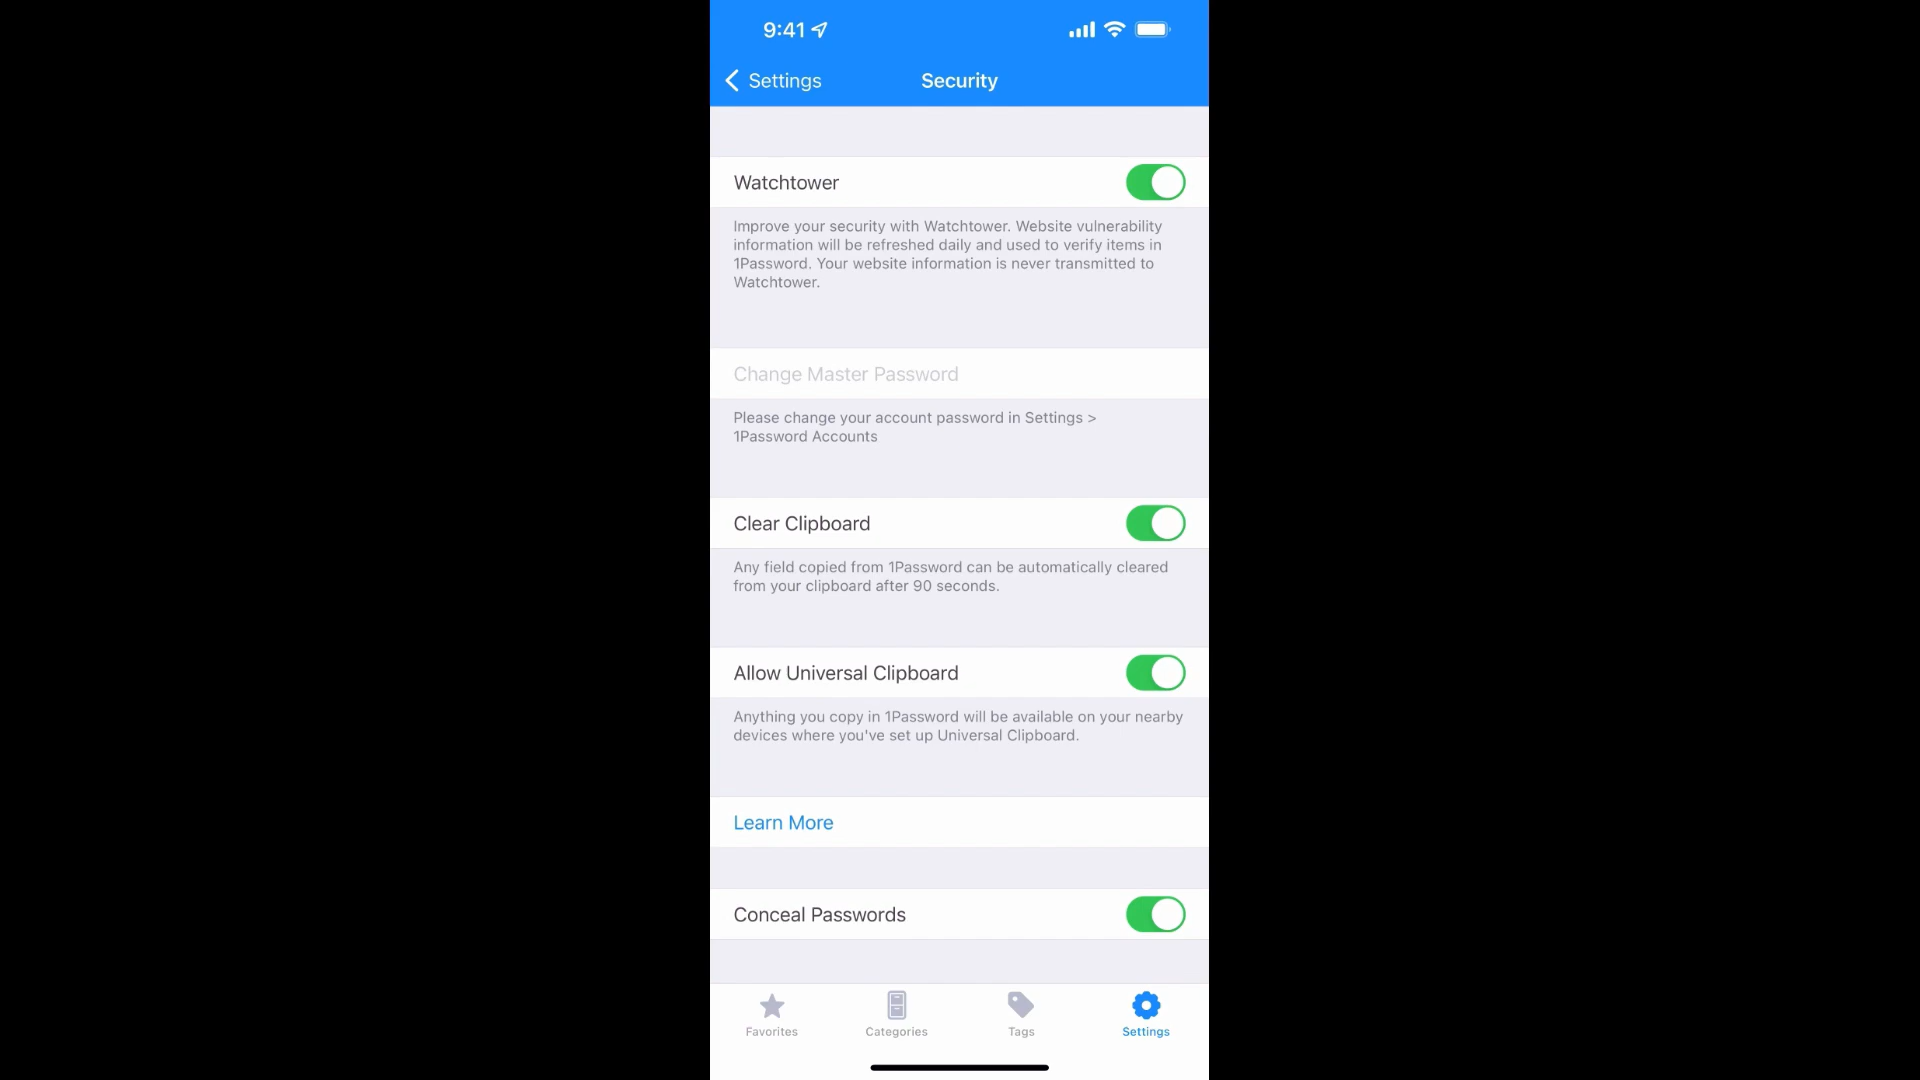 9:41
Settings
Security
Watchtower
Improve your security with Watchtower. Website vulnerability
information will be refreshed daily and used to verify items in
1Password. Your website information is never transmitted to
Watchtower.
Change Master Password
Please change your account password in Settings >
1Password Accounts
Clear Clipboard
Any field copied from 1Password can be automatically cleared
from your clipboard after 90 seconds.
Allow Universal Clipboard
Anything you copy in 1Password will be available on your nearby
devices where you've set up Universal Clipboard.
Learn More
Conceal Passwords
Favorites
Categories
Tags
Settings